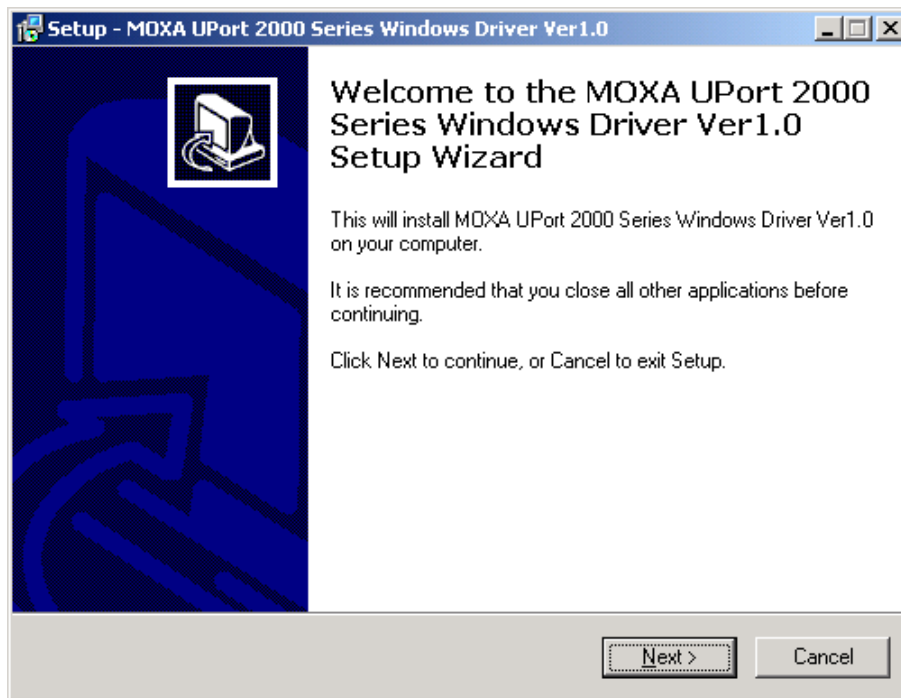 Setup - MOXA UPort 2000 Series Windows Driver Ver1.0
Welcome to the MOXA UPort 2000
Series Windows Driver Ver1.0
Setup Wizard
This will install MOXA UPort 2000 Series Windows Driver Ver1.0
on your computer.
It is recommended that you close all other applications before
continuing.
Click Next to continue, or Cancel to exit Setup.
Next >
Cancel